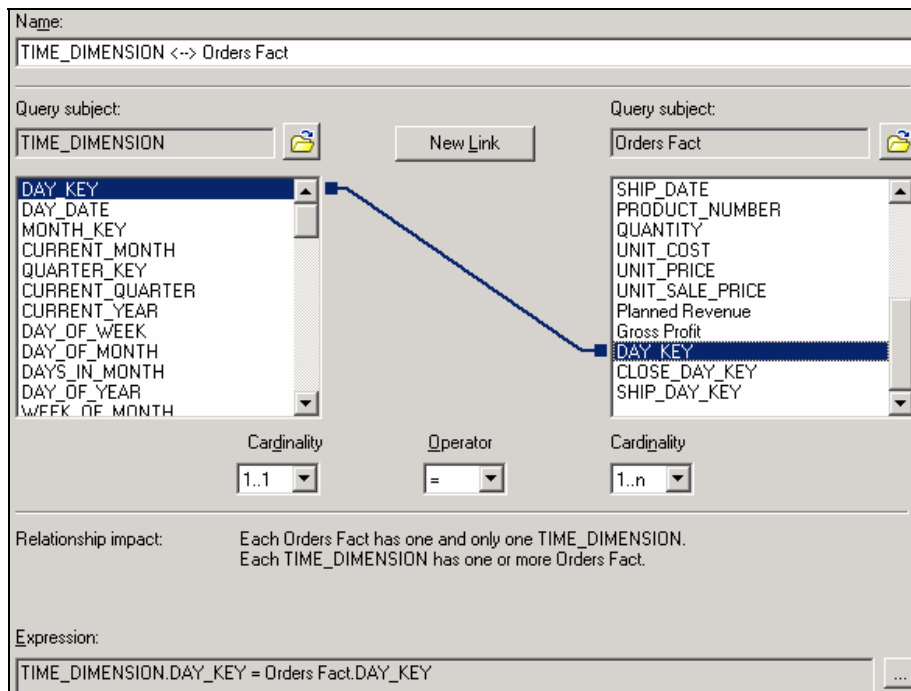 Name:
TIME_DIMENSION <--> Orders Fact
Query subject:
Query subject:
TIME_DIMENSION
New Link
Orders Fact
DAY_KEY
DAY_DATE
MONTH_KEY
CURRENT_MONTH
QUARTER_KEY
CURRENT_QUARTER
CURRENT_YEAR
DAY_OF_WEEK
DAY_OF_MONTH
DAYS_IN_MONTH
DAY_OF_YEAR
WEEK_OF_MONTH
SHIP_DATE
PRODUCT_NUMBER
QUANTITY
UNIT_COST
UNIT_PRICE
UNIT_SALE_PRICE
Planned Revenue
Gross Profit
DAY_KEY
CLOSE_DAY_KEY
SHIP_DAY_KEY
Cardinality
Operator
Cardinality
1..1
=
1..n
Relationship impact:
Each Orders Fact has one and only one TIME_DIMENSION.
Each TIME_DIMENSION has one or more Orders Fact.
Expression:
TIME_DIMENSION.DAY_KEY = Orders Fact.DAY_KEY
...